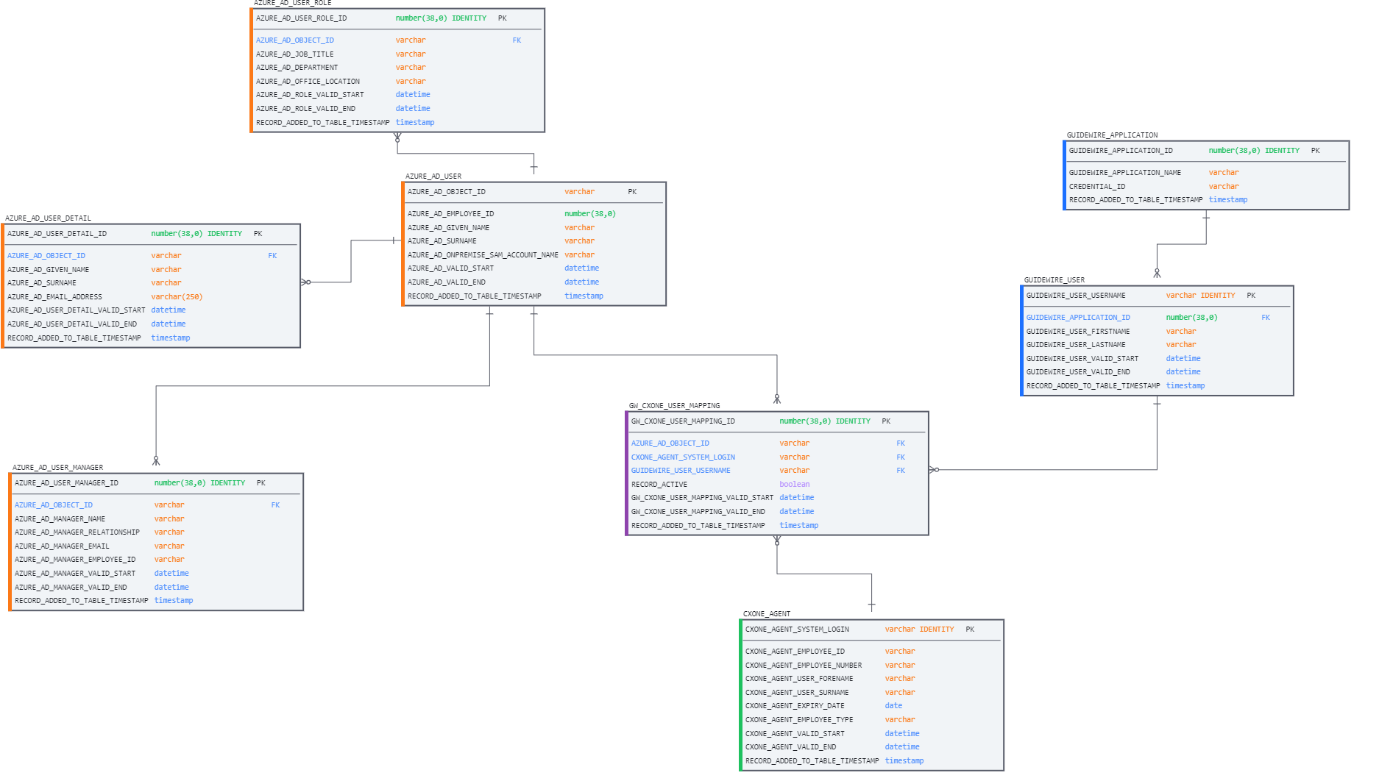 AZURE_AD_USER_ROLE
AZURE_AD_USER_ROLE_ID number(38,0) IDENTITY PK
AZURE_AD_OBJECT_ID varchar FK
AZURE_AD_JOB_TITLE varchar
AZURE_AD_DEPARTMENT varchar
AZURE_AD_OFFICE_LOCATION varchar
AZURE_AD_ROLE_VALID_START datetime
AZURE_AD_ROLE_VALID_END datetime
RECORD_ADDED_TO_TABLE_TIMESTAMP timestamp
GUIDEWIRE_APPLICATION
GUIDEWIRE_APPLICATION_ID number(38,0) IDENTITY PK
GUIDEWIRE_APPLICATION_NAME varchar
CREDENTIAL_ID varchar
RECORD_ADDED_TO_TABLE_TIMESTAMP timestamp
AZURE_AD_USER
AZURE_AD_OBJECT_ID varchar PK
AZURE_AD_EMPLOYEE_ID number(38,0)
AZURE_AD_GIVEN_NAME varchar
AZURE_AD_SURNAME varchar
AZURE_AD_ONPREMISE_SAM_ACCOUNT_NAME varchar
AZURE_AD_VALID_START datetime
AZURE_AD_VALID_END datetime
RECORD_ADDED_TO_TABLE_TIMESTAMP timestamp
AZURE_AD_USER_DETAIL
AZURE_AD_USER_DETAIL_ID number(38,0) IDENTITY PK
AZURE_AD_OBJECT_ID varchar FK
AZURE_AD_GIVEN_NAME varchar
AZURE_AD_SURNAME varchar
AZURE_AD_EMAIL_ADDRESS varchar(250)
AZURE_AD_USER_DETAIL_VALID_START datetime
AZURE_AD_USER_DETAIL_VALID_END datetime
RECORD_ADDED_TO_TABLE_TIMESTAMP timestamp
GUIDEWIRE_USER
GUIDEWIRE_USER_USERNAME varchar IDENTITY PK
GUIDEWIRE_APPLICATION_ID number(38,0) FK
GUIDEWIRE_USER_FIRSTNAME varchar
GUIDEWIRE_USER_LASTNAME varchar
GUIDEWIRE_USER_VALID_START datetime
GUIDEWIRE_USER_VALID_END datetime
RECORD_ADDED_TO_TABLE_TIMESTAMP timestamp
GW_CXONE_USER_MAPPING
GW_CXONE_USER_MAPPING_ID number(38,0) IDENTITY PK
AZURE_AD_OBJECT_ID varchar FK
CXONE_AGENT_SYSTEM_LOGIN varchar FK
GUIDEWIRE_USER_USERNAME varchar FK
RECORD_ACTIVE boolean
GW_CXONE_USER_MAPPING_VALID_START datetime
GW_CXONE_USER_MAPPING_VALID_END datetime
RECORD_ADDED_TO_TABLE_TIMESTAMP timestamp
AZURE_AD_USER_MANAGER
AZURE_AD_USER_MANAGER_ID number(38,0) IDENTITY PK
AZURE_AD_OBJECT_ID varchar FK
AZURE_AD_MANAGER_NAME varchar
AZURE_AD_MANAGER_RELATIONSHIP varchar
AZURE_AD_MANAGER_EMAIL varchar
AZURE_AD_MANAGER_EMPLOYEE_ID varchar
AZURE_AD_MANAGER_VALID_START datetime
AZURE_AD_MANAGER_VALID_END datetime
RECORD_ADDED_TO_TABLE_TIMESTAMP timestamp
CXONE_AGENT
CXONE_AGENT_SYSTEM_LOGIN varchar IDENTITY PK
CXONE_AGENT_EMPLOYEE_ID varchar
CXONE_AGENT_EMPLOYEE_NUMBER varchar
CXONE_AGENT_USER_FORENAME varchar
CXONE_AGENT_USER_SURNAME varchar
CXONE_AGENT_EXPIRY_DATE date
CXONE_AGENT_EMPLOYEE_TYPE varchar
CXONE_AGENT_VALID_START datetime
CXONE_AGENT_VALID_END datetime
RECORD_ADDED_TO_TABLE_TIMESTAMP timestamp